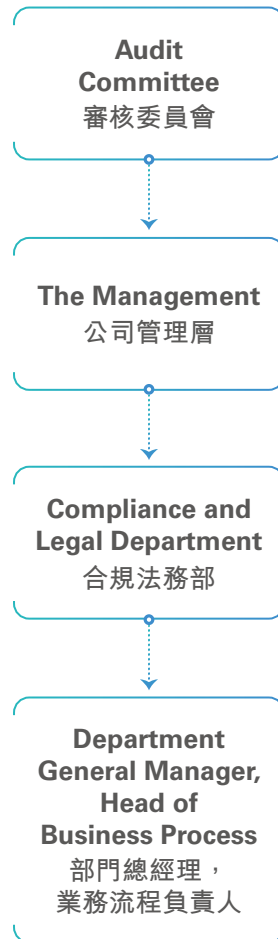 Audit
Committee
審核委員會
The Management
公司管理層
Compliance and
Legal Department
合規法務部
Department
General Manager,
Head of
Business Process
部門總經理，
業務流程負責人